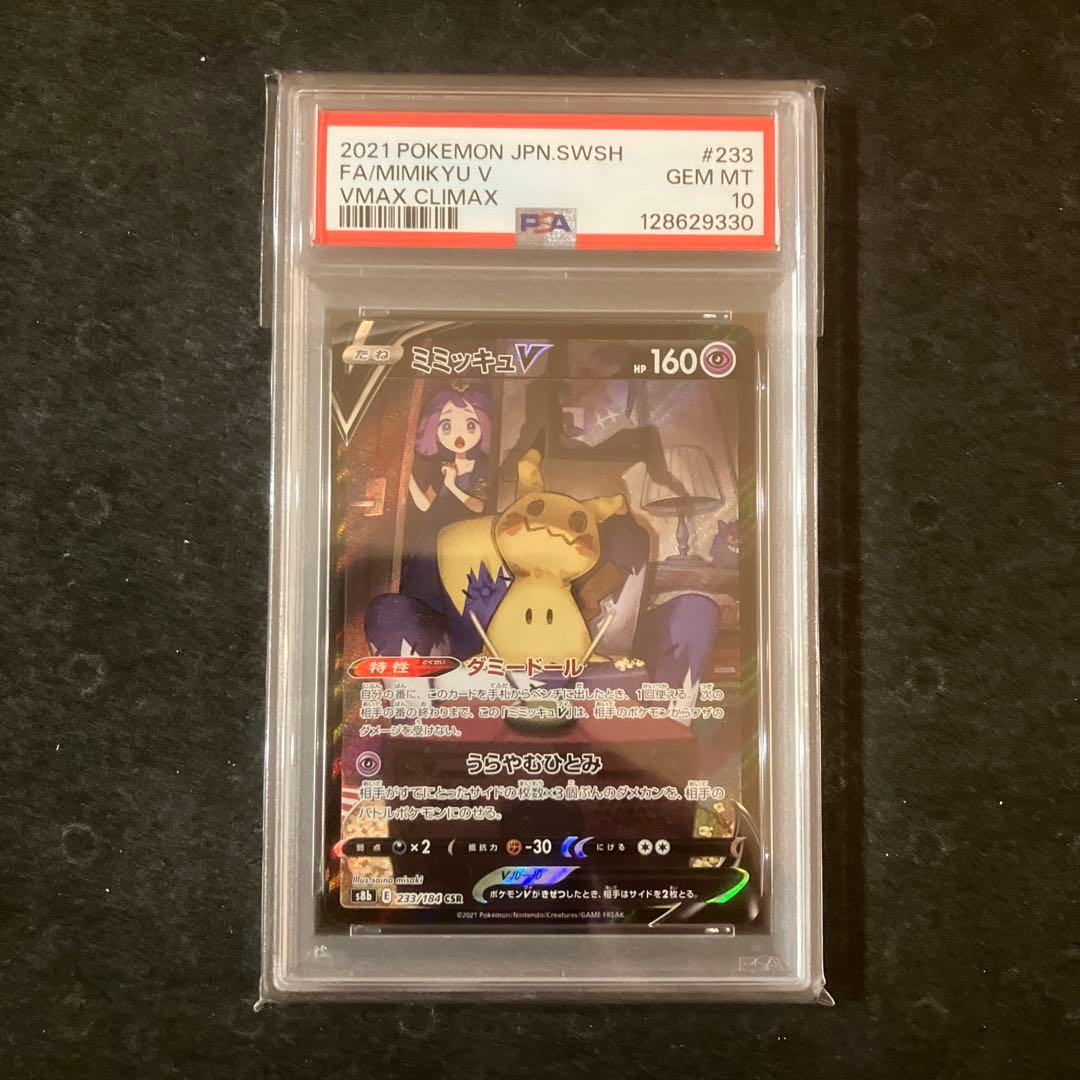 2021 POKEMON JPN.SWSH #233
FA/MIMIKYU V GEM MT
VMAX CLIMAX 10
PSA 128629330
たね ミミッキュV HP 160
特性 とくせい ダミードール
自分の番に、このカードを手札からベンチに出したとき、1回使える。次の
相手の番の終わりまで、この「ミミッキュV」は、相手のポケモンからワザの
ダメージを受けない。
うらやむひとみ
相手がすでにとったサイドの枚数×3個ぶんのダメカンを、相手の
バトルポケモンにのせる。
弱点 ×2 抵抗力 -30 にげる
Illus. saino misaki
Vルール
s8b E 233/184 CSR
ポケモンVがきぜつしたとき、相手はサイドを2枚とる。
©2021 Pokémon/Nintendo/Creatures/GAME FREAK
PSA